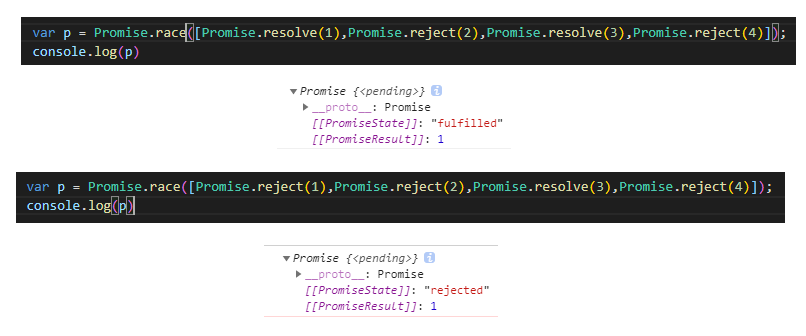 var p = Promise.race([Promise.resolve(1),Promise.reject(2),Promise.resolve(3),Promise.reject(4)]);
console.log(p)
▼Promise {<pending>} i
▶__proto__: Promise
[[PromiseState]]: "fulfilled"
[[PromiseResult]]: 1
var p = Promise.race([Promise.reject(1),Promise.reject(2),Promise.resolve(3),Promise.reject(4)]);
console.log(p)
▼Promise {<pending>} i
▶__proto__: Promise
[[PromiseState]]: "rejected"
[[PromiseResult]]: 1